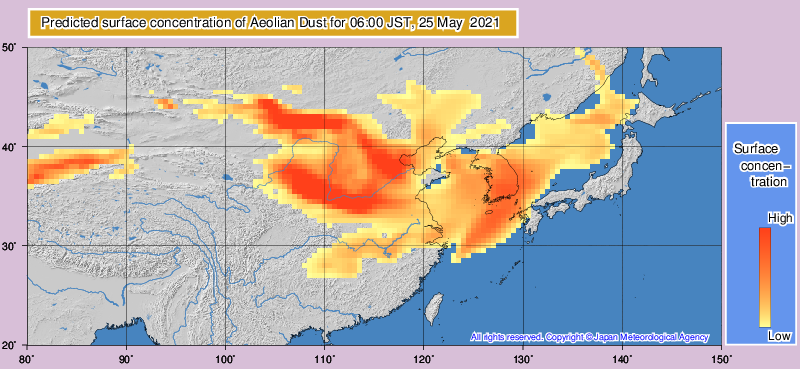 Predicted surface concentration of Aeolian Dust for 06:00 JST, 25 May 2021
50°
40°
30°
20°
80°
90°
100°
110°
120°
130°
140°
150°
All rights reserved. Copyright © Japan Meteorological Agency
Surface
concen-
tration
High
Low